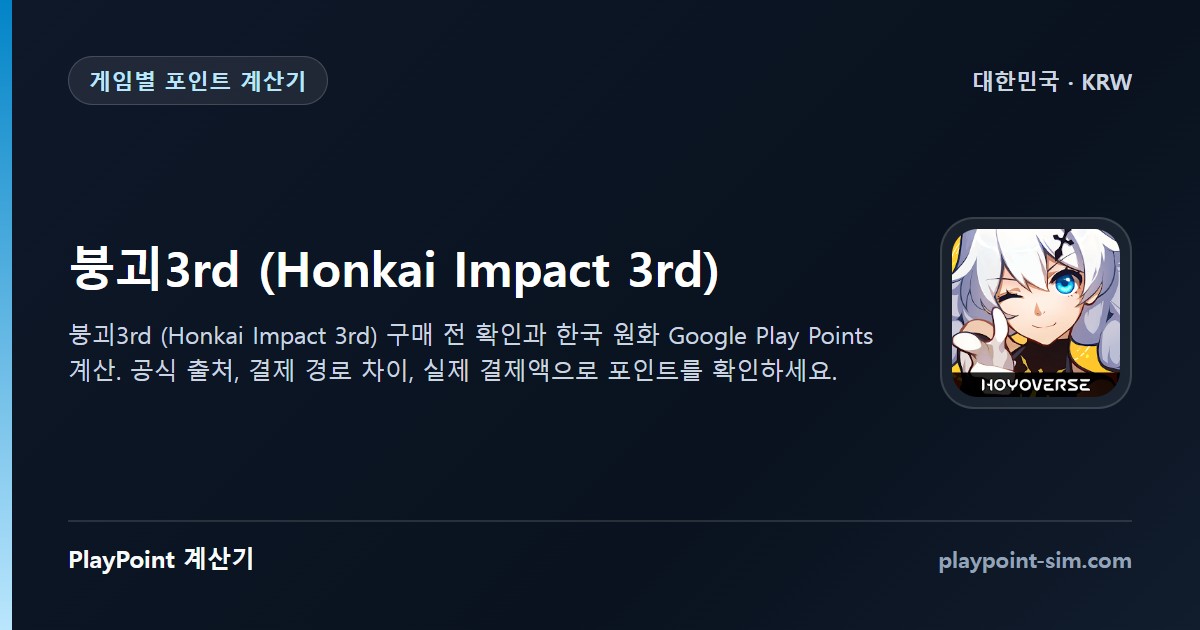 게임별 포인트 계산기
대한민국 · KRW
붕괴3rd (Honkai Impact 3rd)
붕괴3rd (Honkai Impact 3rd) 구매 전 확인과 한국 원화 Google Play Points
계산. 공식 출처, 결제 경로 차이, 실제 결제액으로 포인트를 확인하세요.
HOYOVERSE
PlayPoint 계산기
playpoint-sim.com